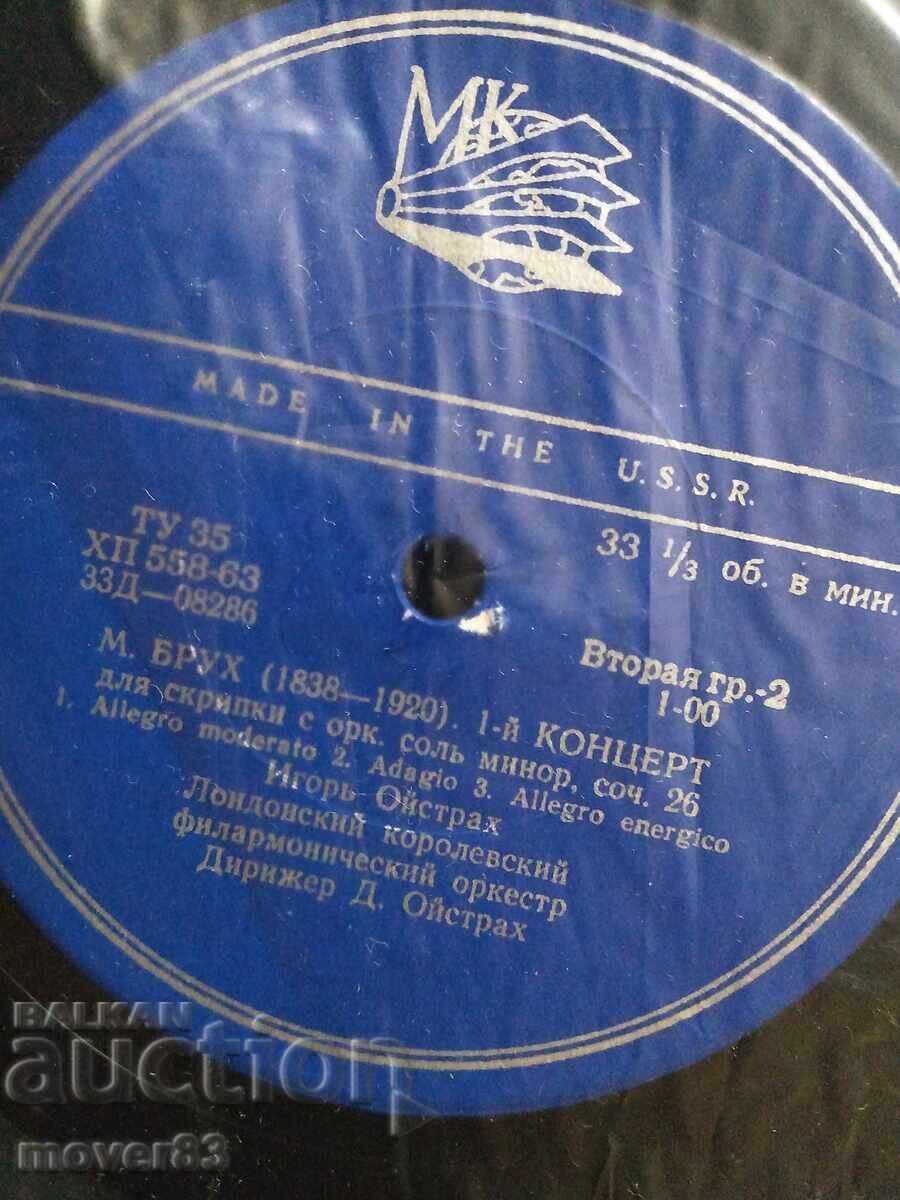 МК
MADE IN THE U.S.S.R.
ТУ 35
ХП 558-63
33Д—08286
33 1/3 об. в мин.
Вторая гр.-2
1-00
М. БРУХ (1838—1920). 1-й КОНЦЕРТ
для скрипки с орк. соль минор, соч. 26
1. Allegro moderato 2. Adagio 3. Allegro energico
Игорь Ойстрах
Лондонский королевский
филармонический оркестр
Дирижер Д. Ойстрах
BALKAN
auction
mover83